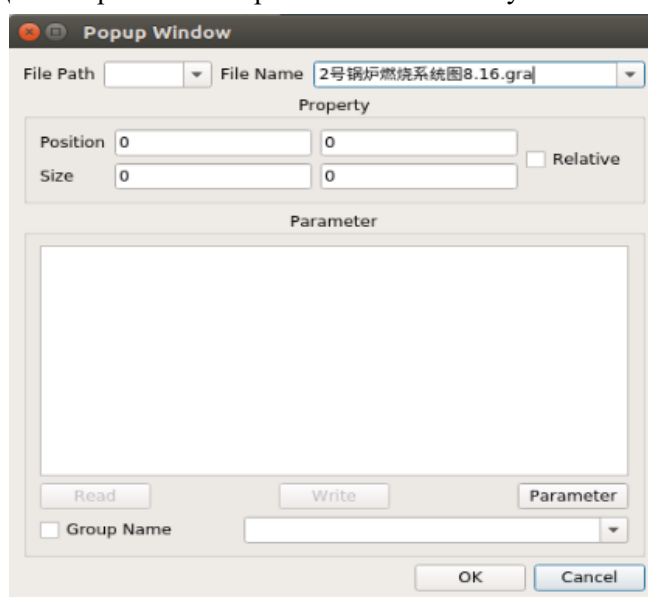 Popup Window
File Path File Name 2号锅炉燃烧系统图8.16.gra
Property
Position 0 0
Relative
Size 0 0
Parameter
Read Write Parameter
Group Name
OK Cancel